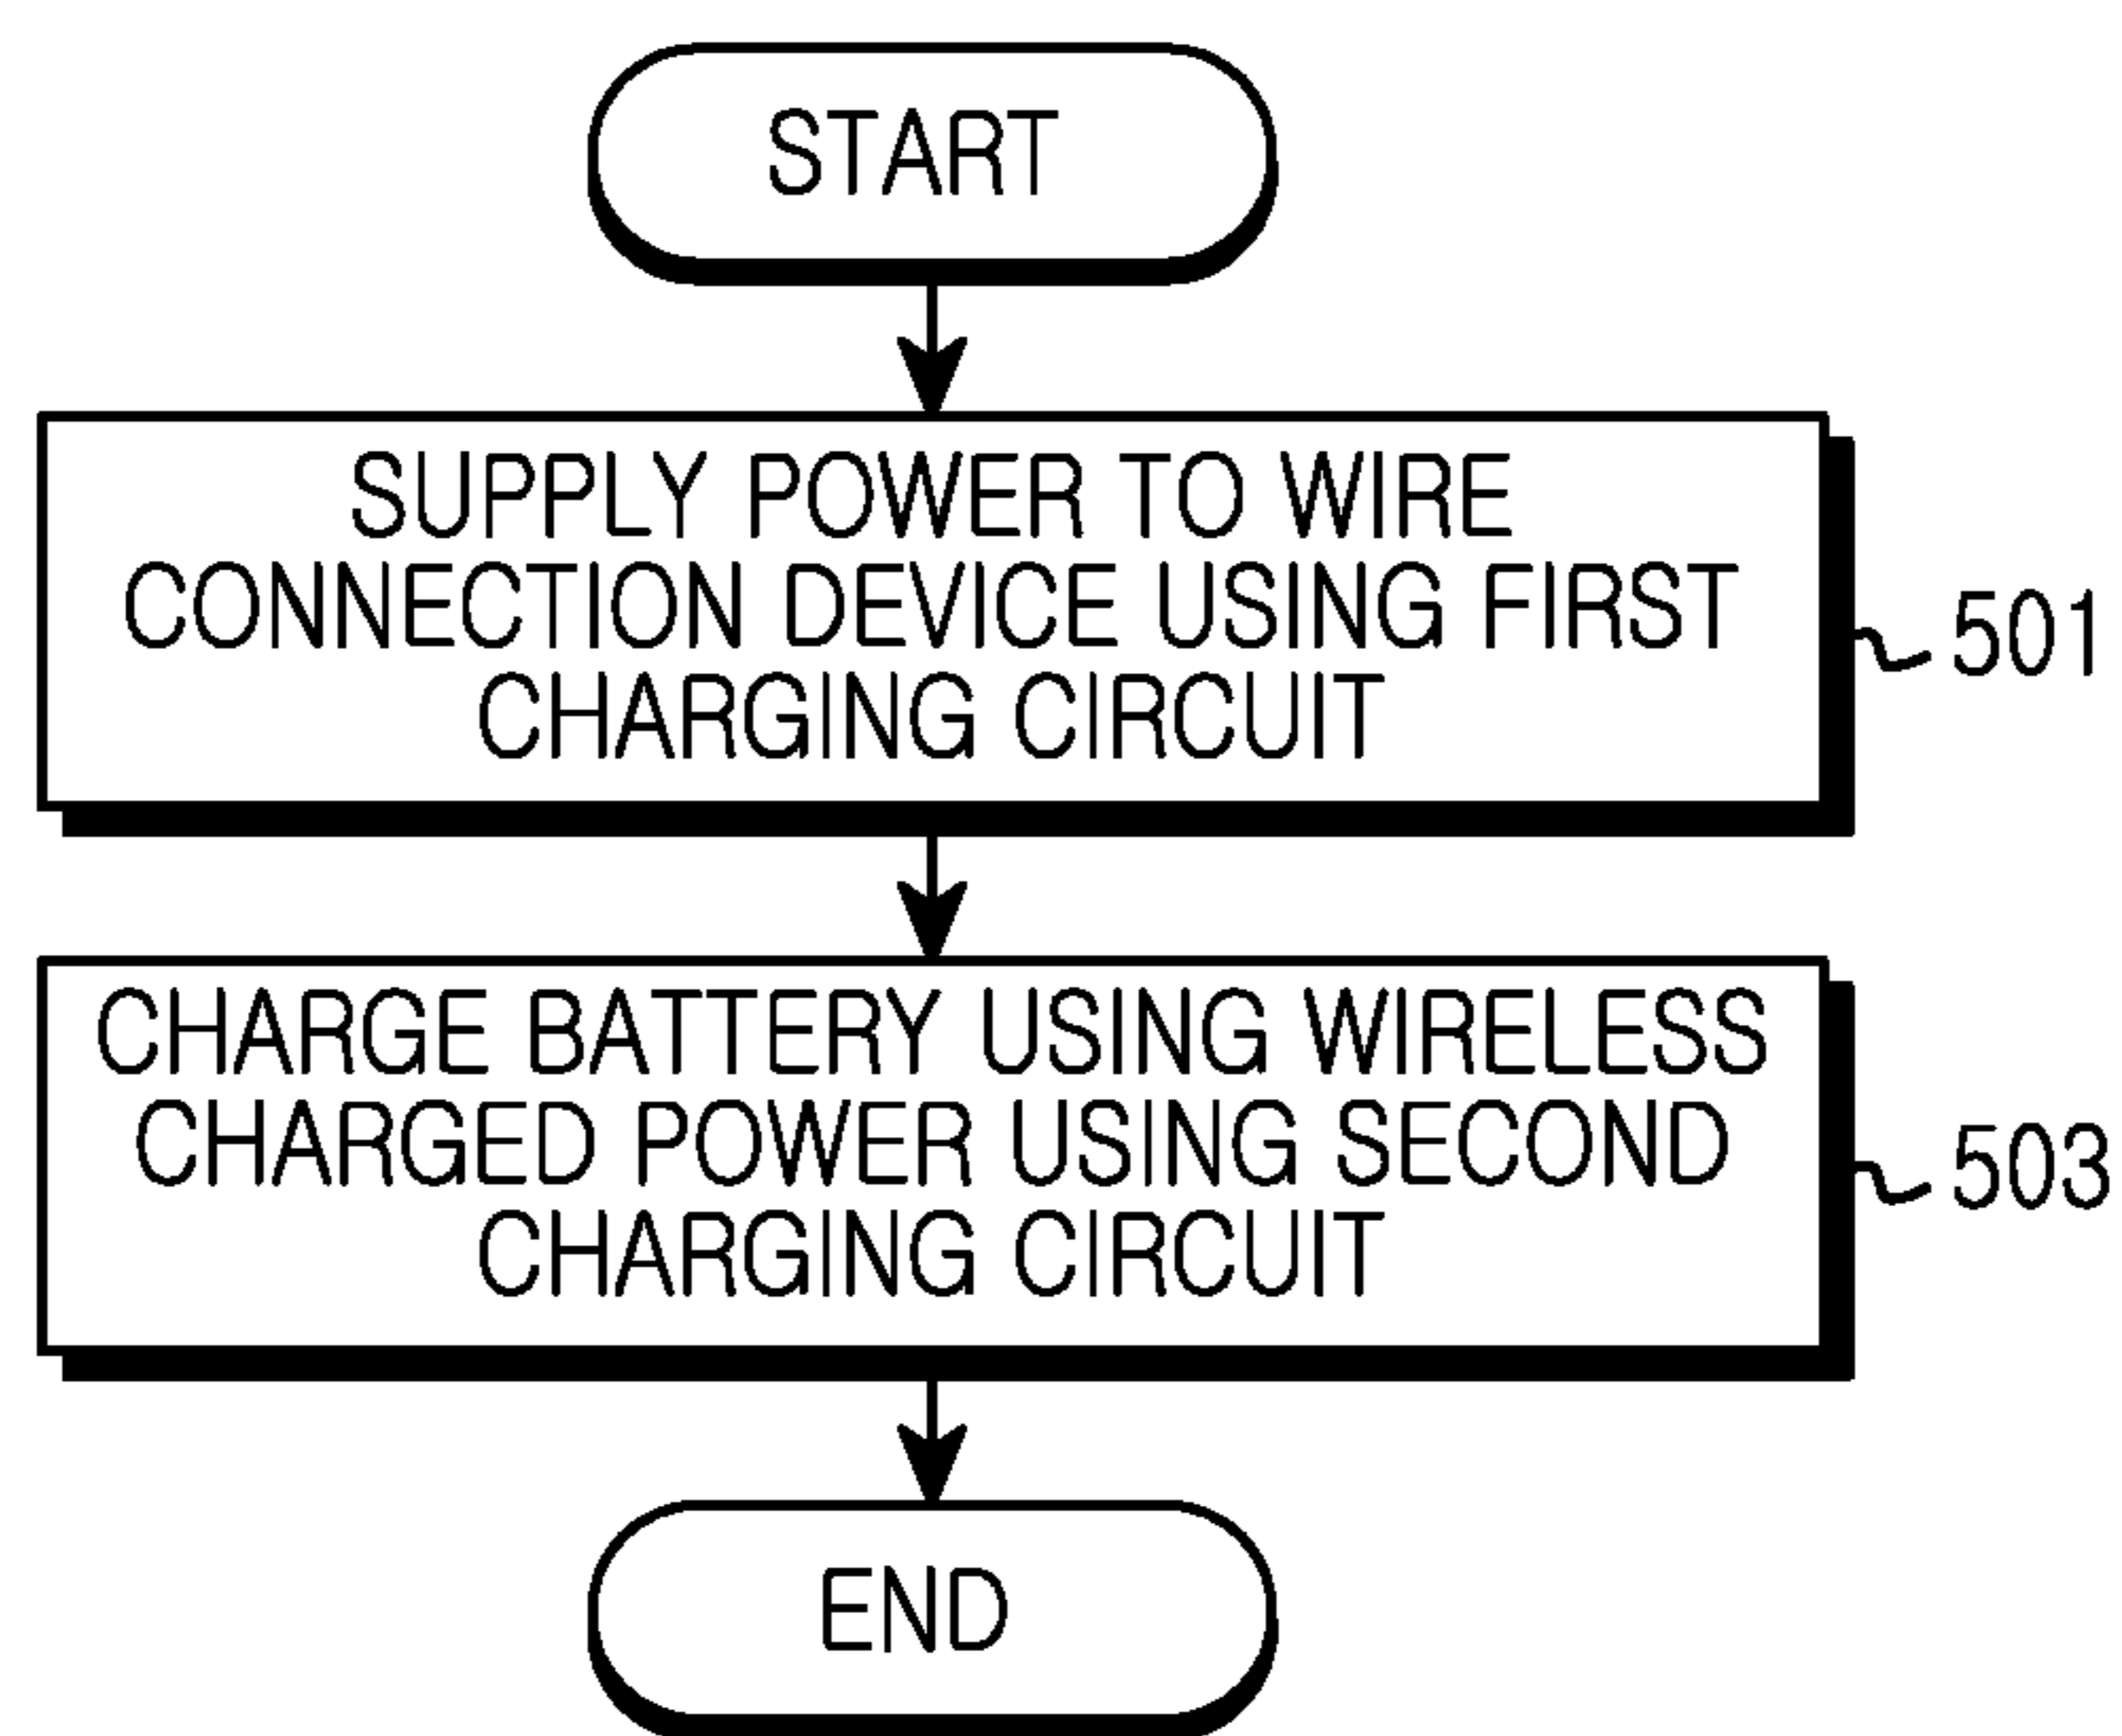 START
SUPPLY POWER TO WIRE
CONNECTION DEVICE USING FIRST
CHARGING CIRCUIT
501
CHARGE BATTERY USING WIRELESS
CHARGED POWER USING SECOND
CHARGING CIRCUIT
503
END